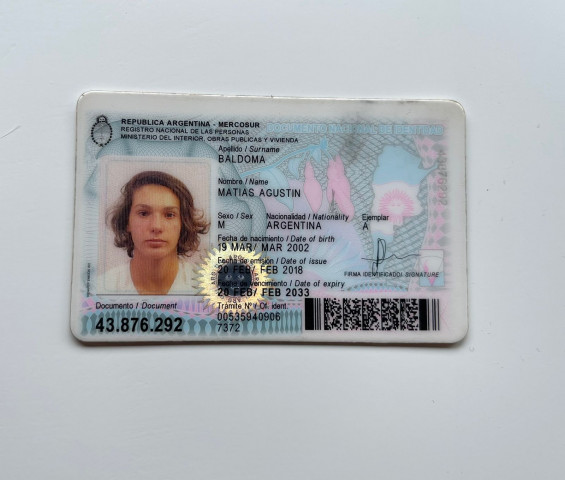 REPUBLICA ARGENTINA - MERCOSUR
REGISTRO NACIONAL DE LAS PERSONAS
MINISTERIO DEL INTERIOR, OBRAS PUBLICAS Y VIVIENDA
Apellido / Surname
BALDOMA
Nombre / Name
MATIAS AGUSTIN
Sexo / Sex Nacionalidad / Nationality Ejemplar
M ARGENTINA A
Fecha de nacimiento / Date of birth
19 MAR/ MAR 2002
Fecha de emisión / Date of issue
20 FEB/ FEB 2018
FIRMA IDENTIFICADO/ SIGNATURE
Fecha de vencimiento / Date of expiry
20 FEB/ FEB 2033
Documento / Document Trámite Nº / Of. ident.
43.876.292 00535940906
7372